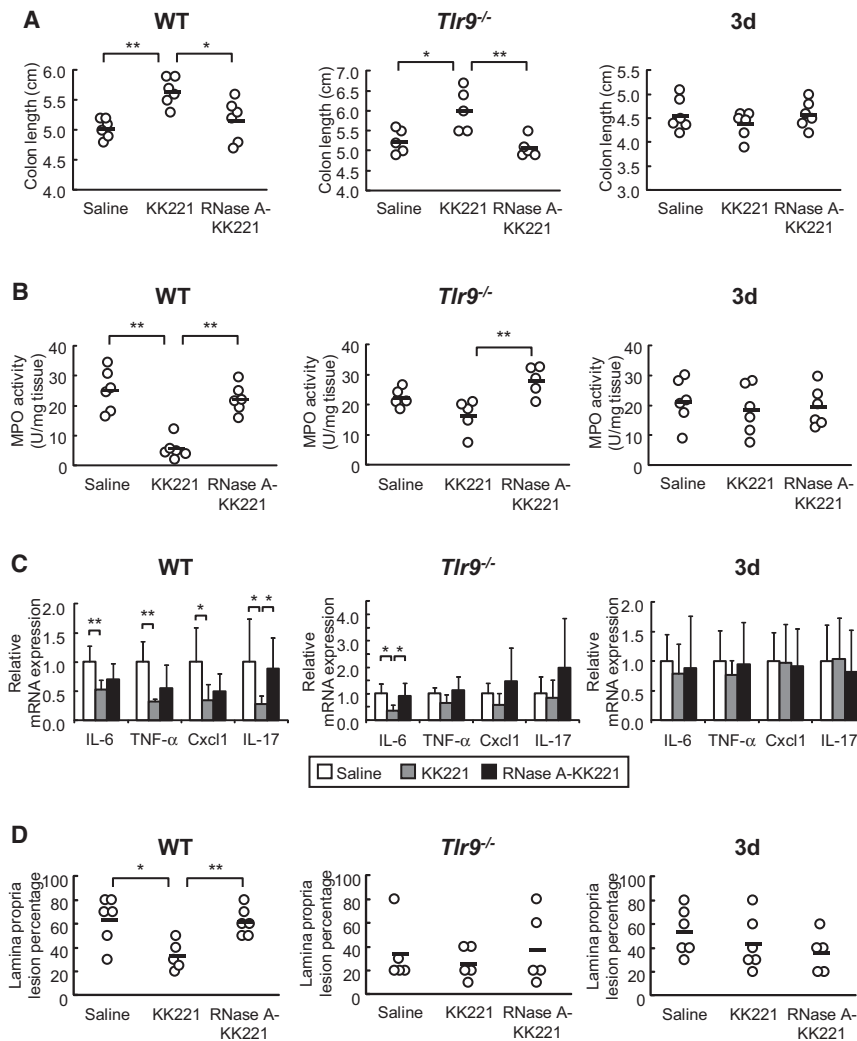 A
WT
Tlr9-/-
3d
Colon length (cm)
6.0
5.5
5.0
4.5
4.0
**
*
Saline
KK221
RNase A-
KK221
Colon length (cm)
7.0
6.5
6.0
5.5
5.0
4.5
4.0
*
**
Saline
KK221
RNase A-
KK221
Colon length (cm)
5.5
5.0
4.5
4.0
3.5
3.0
Saline
KK221
RNase A-
KK221
B
WT
Tlr9-/-
3d
MPO activity
(U/mg tissue)
40
30
20
10
0
**
**
Saline
KK221
RNase A-
KK221
MPO activity
(U/mg tissue)
40
30
20
10
0
**
Saline
KK221
RNase A-
KK221
MPO activity
(U/mg tissue)
40
30
20
10
0
Saline
KK221
RNase A-
KK221
C
WT
Tlr9-/-
3d
Relative
mRNA expression
2.0
1.5
1.0
0.5
0
**
**
*
* *
IL-6
TNF-α
Cxcl1
IL-17
Relative
mRNA expression
4.0
3.0
2.0
1.0
0.0
* *
IL-6
TNF-α
Cxcl1
IL-17
Relative
mRNA expression
2.0
1.5
1.0
0.5
0
IL-6
TNF-α
Cxcl1
IL-17
Saline
KK221
RNase A-KK221
D
WT
Tlr9-/-
3d
Lamina propria
lesion percentage
100
80
60
40
20
0
*
**
Saline
KK221
RNase A-
KK221
Lamina propria
lesion percentage
100
80
60
40
20
0
Saline
KK221
RNase A-
KK221
Lamina propria
lesion percentage
100
80
60
40
20
0
Saline
KK221
RNase A-
KK221